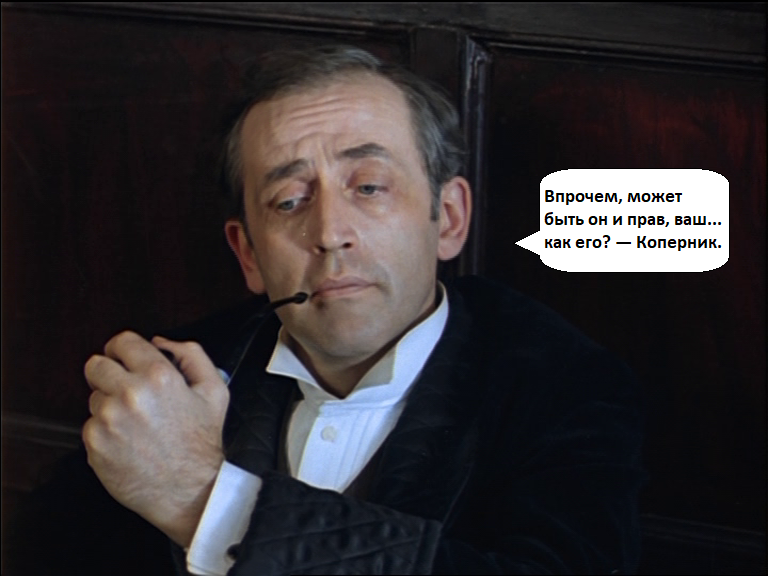 Впрочем, может
быть он и прав, ваш...
как его? — Коперник.